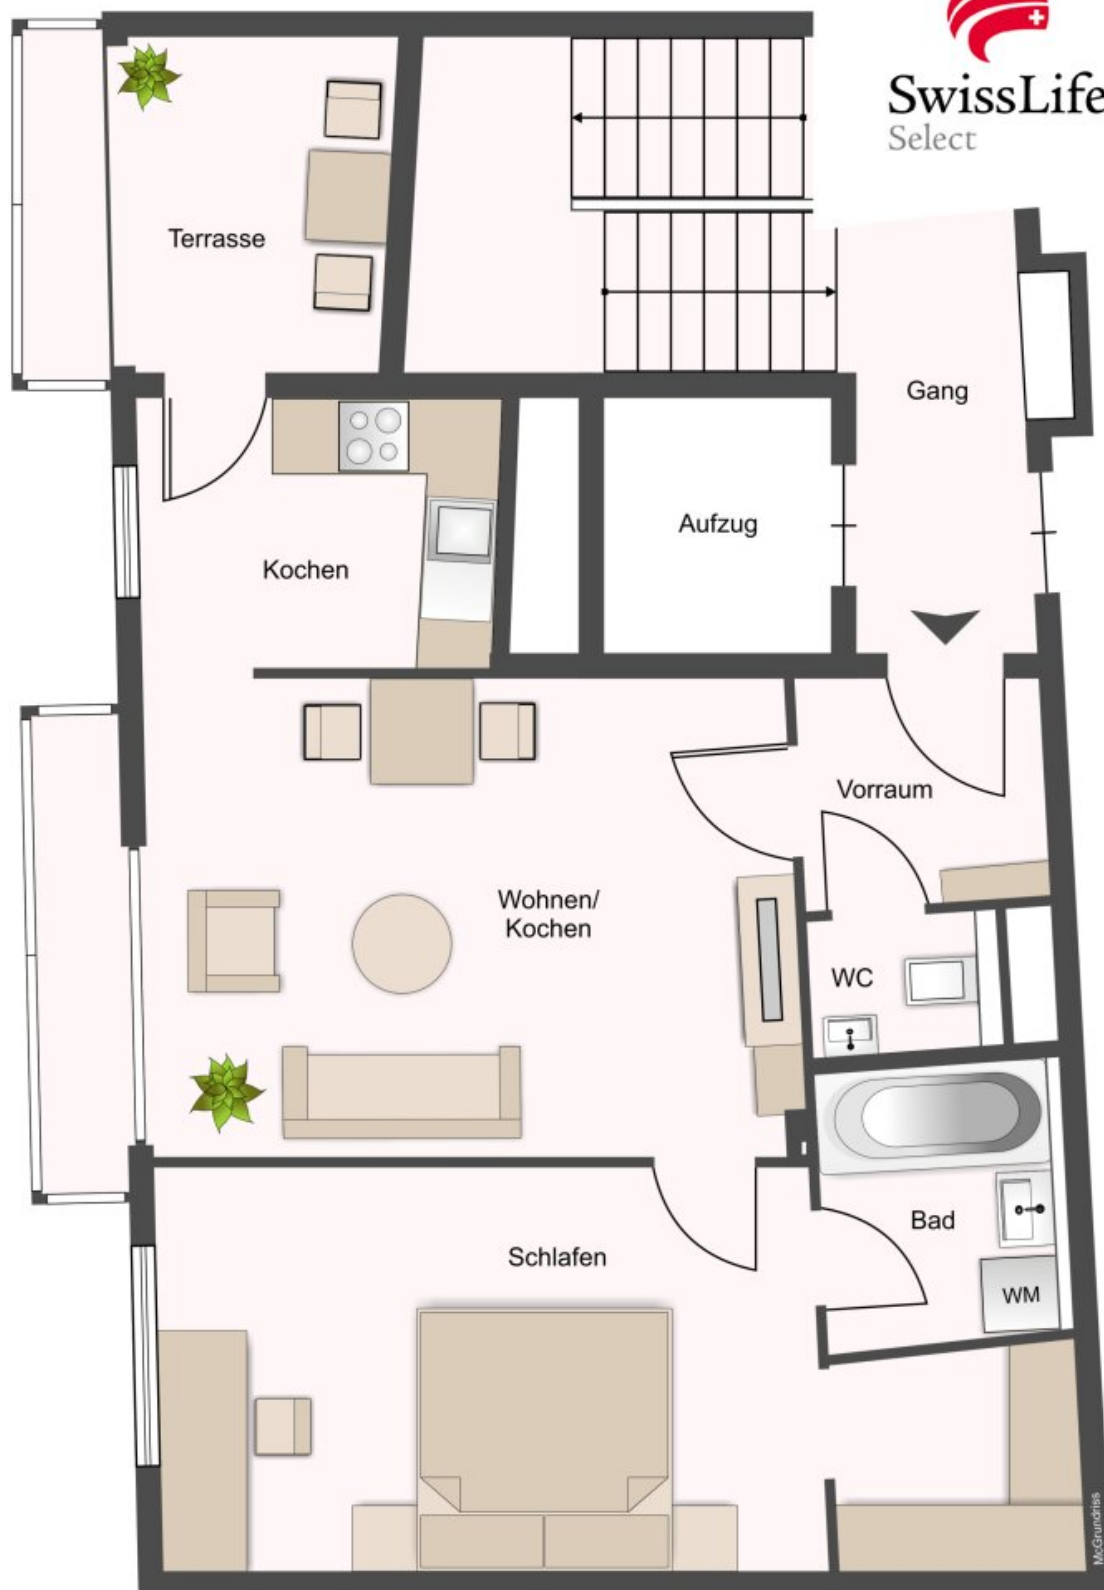 SwissLife
Select
Terrasse
Gang
Aufzug
Kochen
Vorraum
Wohnen/
Kochen
WC
Bad
Schlafen
WM
McGrundriss